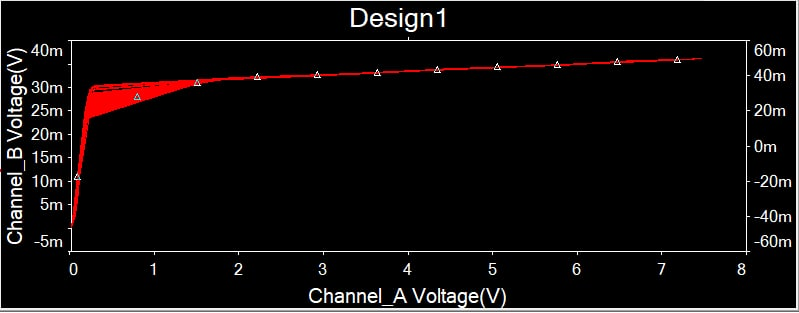 Design1
40m
30m
25m
20m
15m
10m
5m
-5m
Channel_B Voltage(V)
60m
40m
20m
0m
-20m
-40m
-60m
0 1 2 3 4 5 6 7 8
Channel_A Voltage(V)